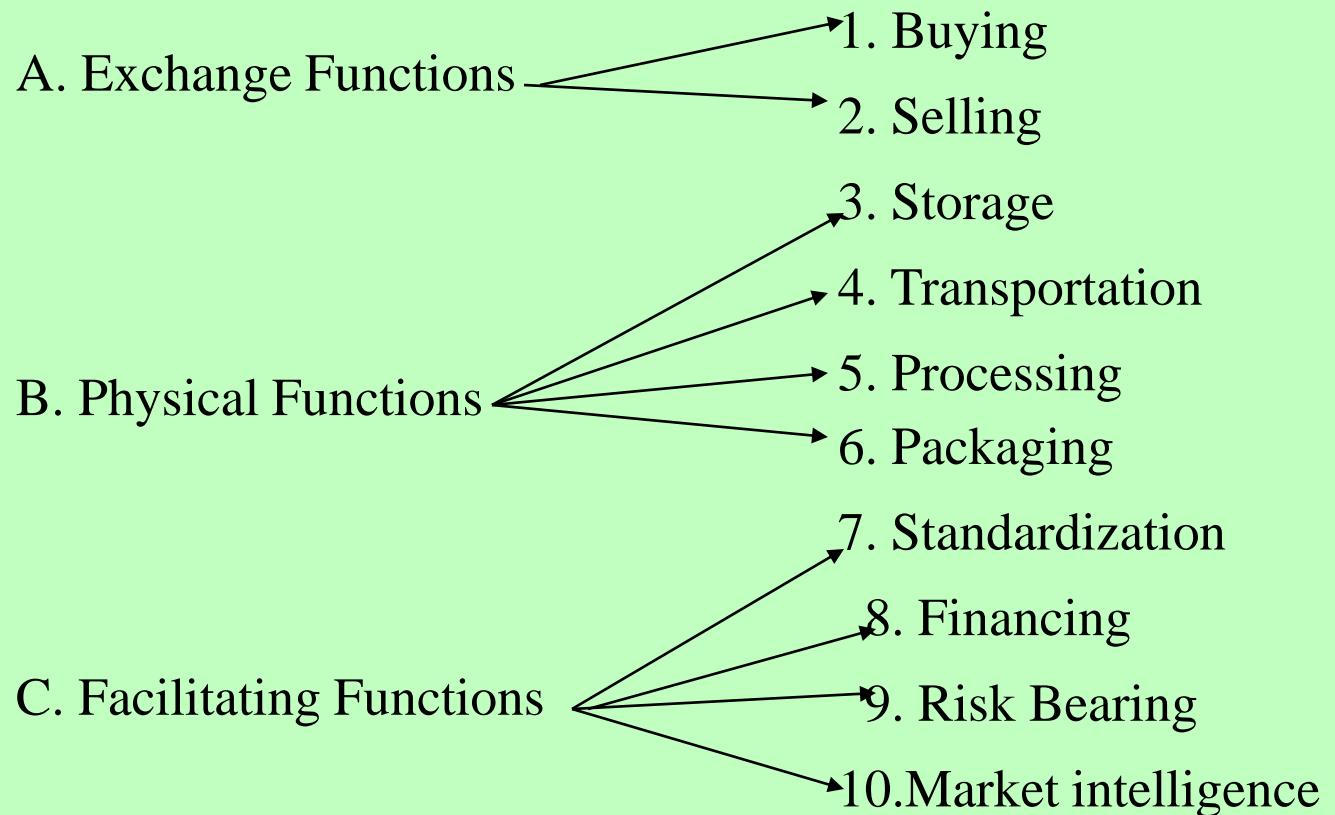 A. Exchange Functions
1. Buying
2. Selling
B. Physical Functions
3. Storage
4. Transportation
5. Processing
6. Packaging
C. Facilitating Functions
7. Standardization
8. Financing
9. Risk Bearing
10.Market intelligence